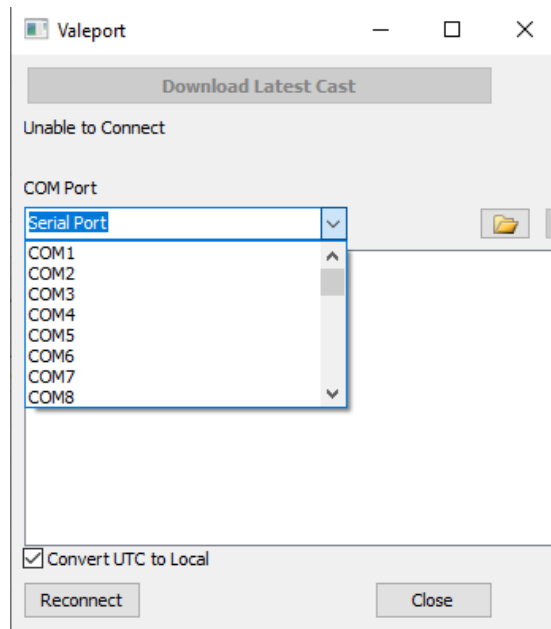 Valeport
Download Latest Cast
Unable to Connect
COM Port
Serial Port
COM1
COM2
COM3
COM4
COM5
COM6
COM7
COM8
Convert UTC to Local
Reconnect
Close